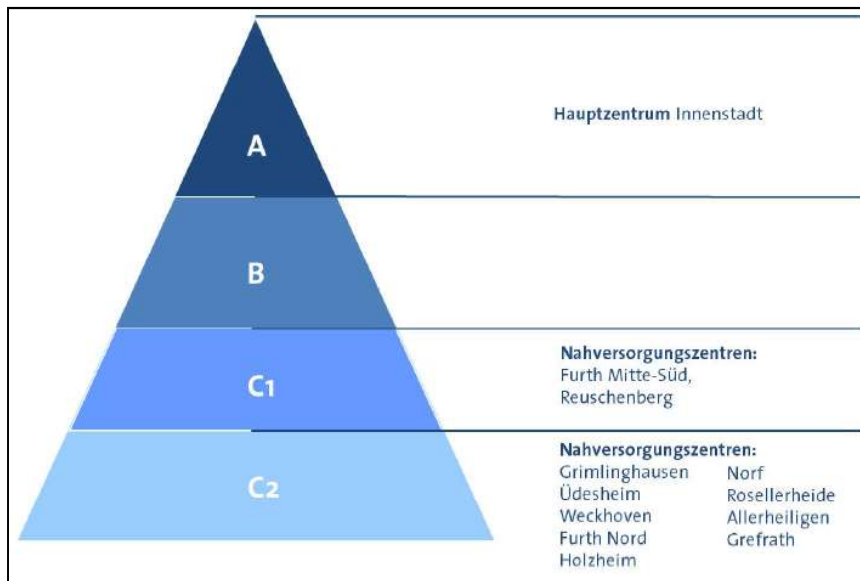 A
Hauptzentrum Innenstadt
B
C1
Nahversorgungszentren:
Furth Mitte-Süd,
Reuschenberg
C2
Nahversorgungszentren:
Grimlinghausen Norf
Üdesheim Rosellerheide
Weckhoven Allerheiligen
Furth Nord Grefrath
Holzheim